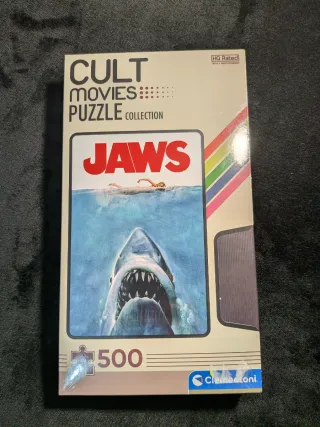 CULT
MOVIES
PUZZLE COLLECTION
HQ Rated
JAWS
500
Clementoni